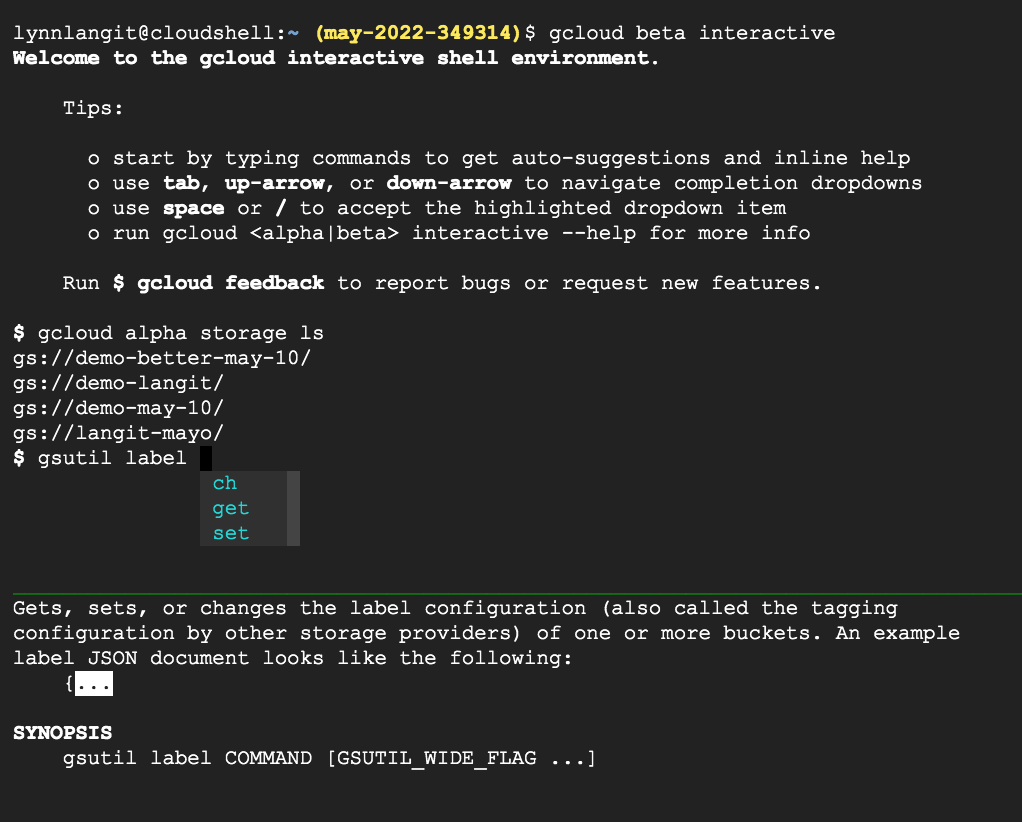 lynnlangit@cloudshell:~ (may-2022-349314)$ gcloud beta interactive
Welcome to the gcloud interactive shell environment.
Tips:
o start by typing commands to get auto-suggestions and inline help
o use tab, up-arrow, or down-arrow to navigate completion dropdowns
o use space or / to accept the highlighted dropdown item
o run gcloud <alpha|beta> interactive --help for more info
Run $ gcloud feedback to report bugs or request new features.
$ gcloud alpha storage ls
gs://demo-better-may-10/
gs://demo-langit/
gs://demo-may-10/
gs://langit-mayo/
$ gsutil label
ch
get
set
Gets, sets, or changes the label configuration (also called the tagging
configuration by other storage providers) of one or more buckets. An example
label JSON document looks like the following:
{...
SYNOPSIS
gsutil label COMMAND [GSUTIL_WIDE_FLAG ...]